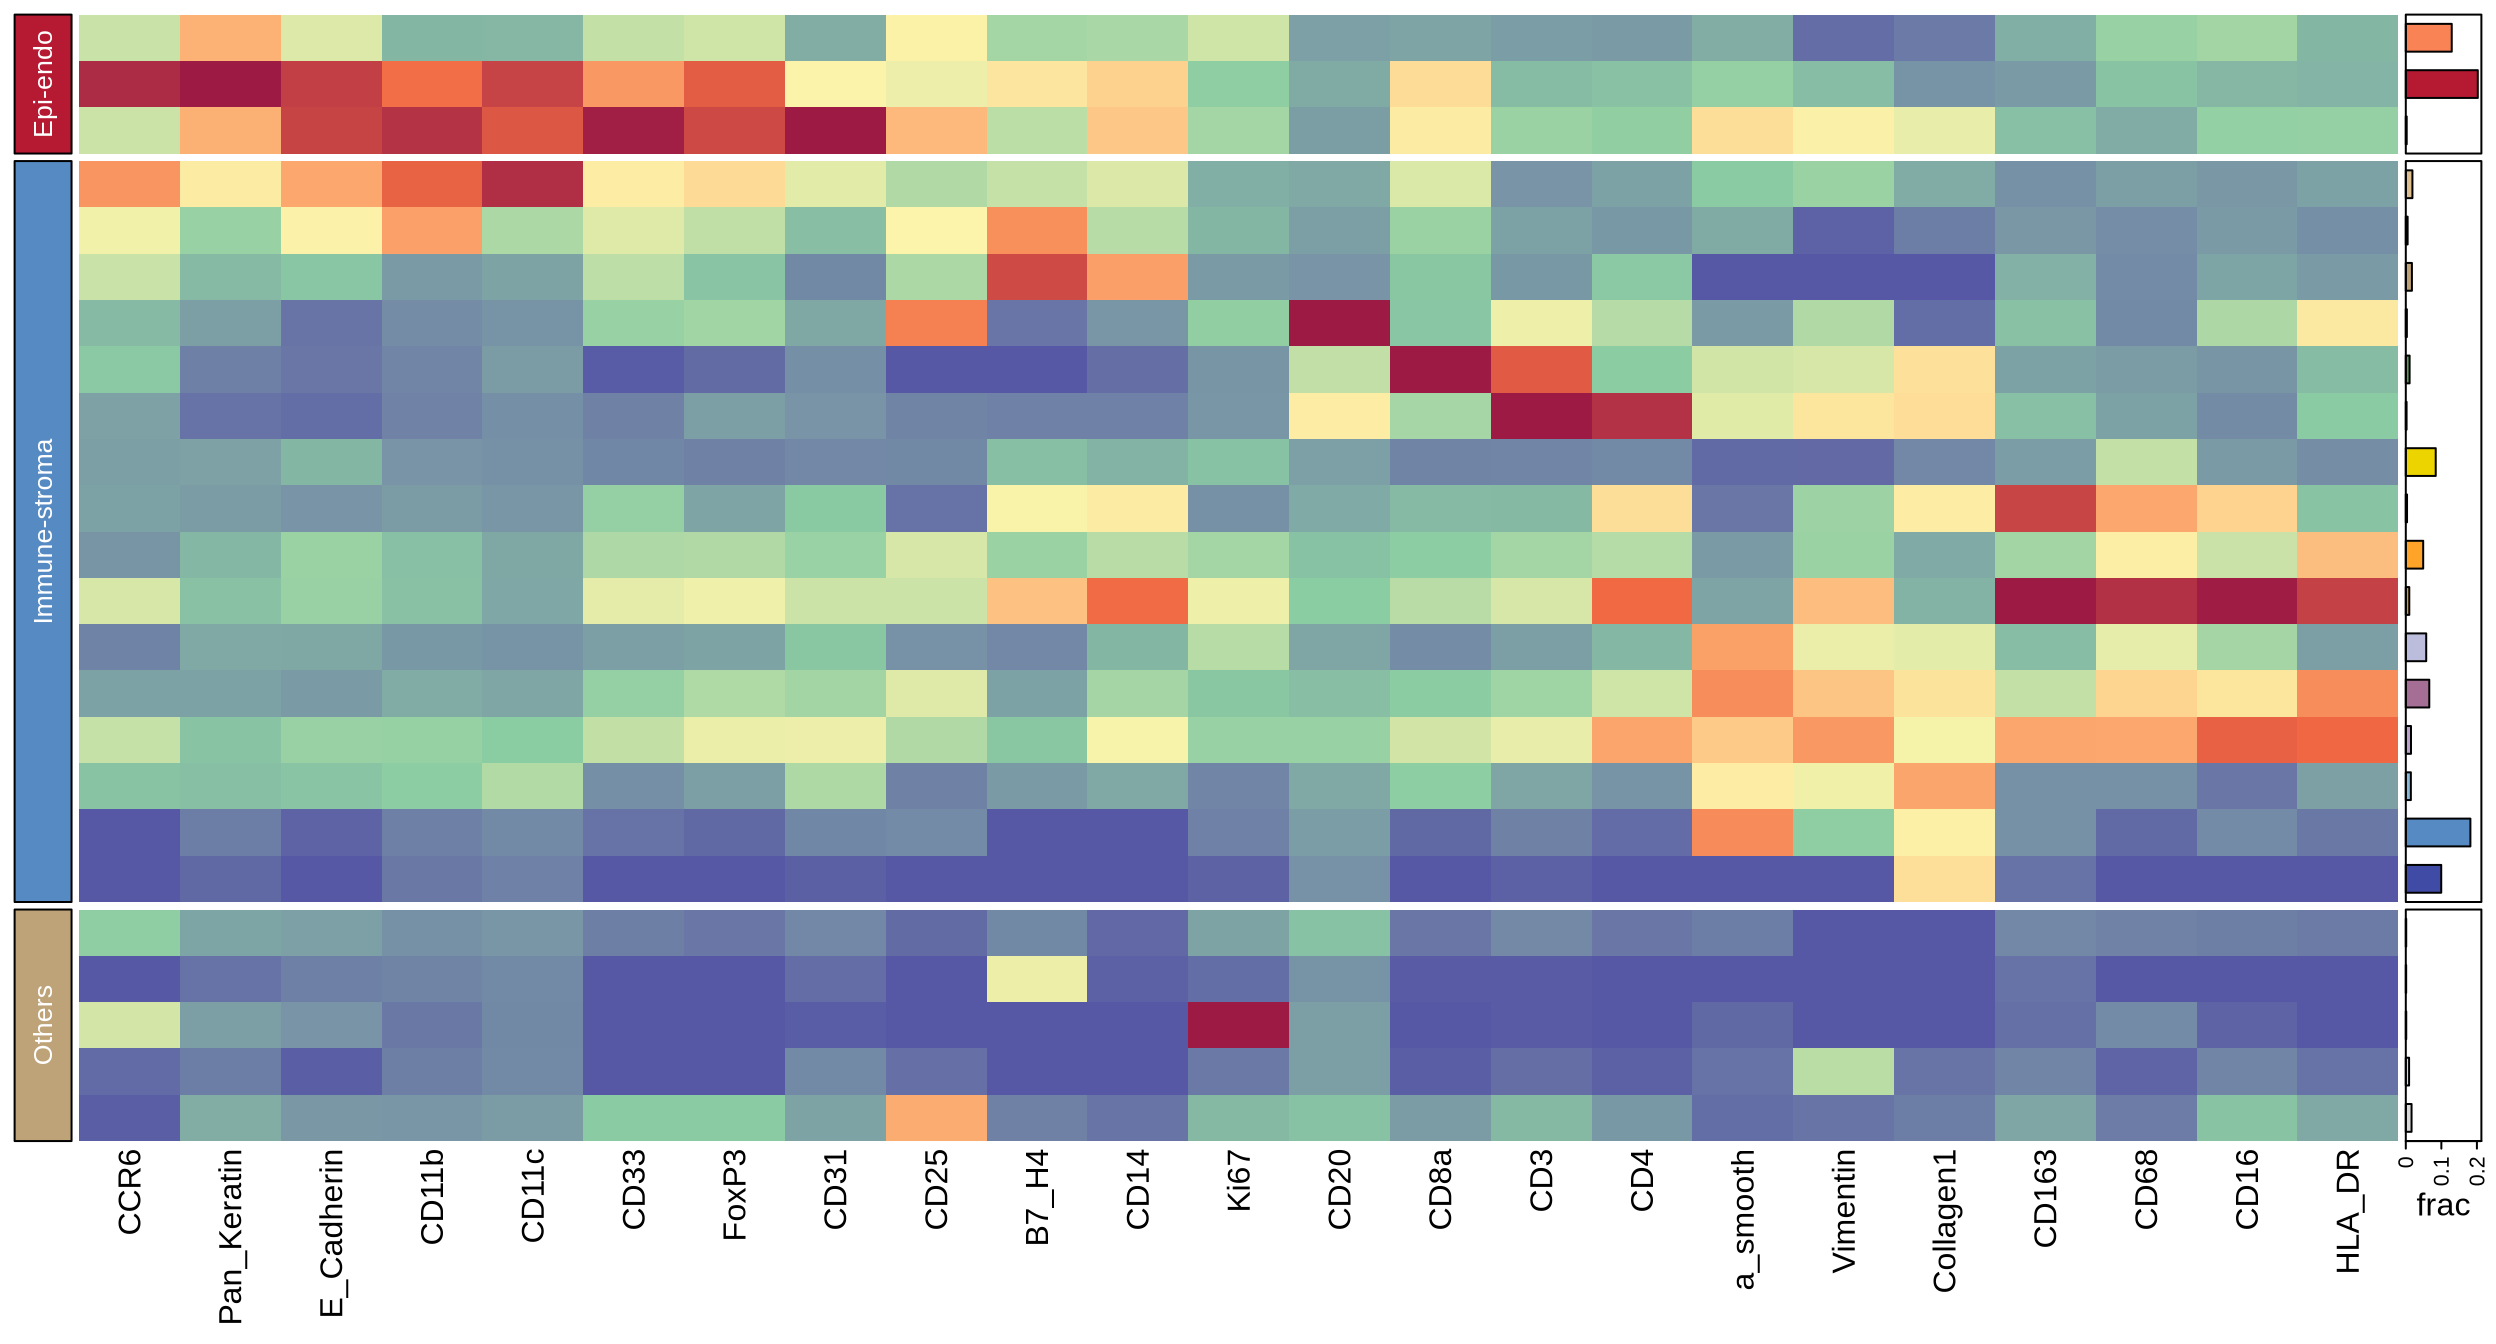 Epi-endo
Immune-stroma
Others
CCR6
Pan_Keratin
E_Cadherin
CD11b
CD11c
CD33
FoxP3
CD31
CD25
B7_H4
CD14
Ki67
CD20
CD8a
CD3
CD4
a_smooth
Vimentin
Collagen1
CD163
CD68
CD16
HLA_DR
0
0.1
0.2
frac